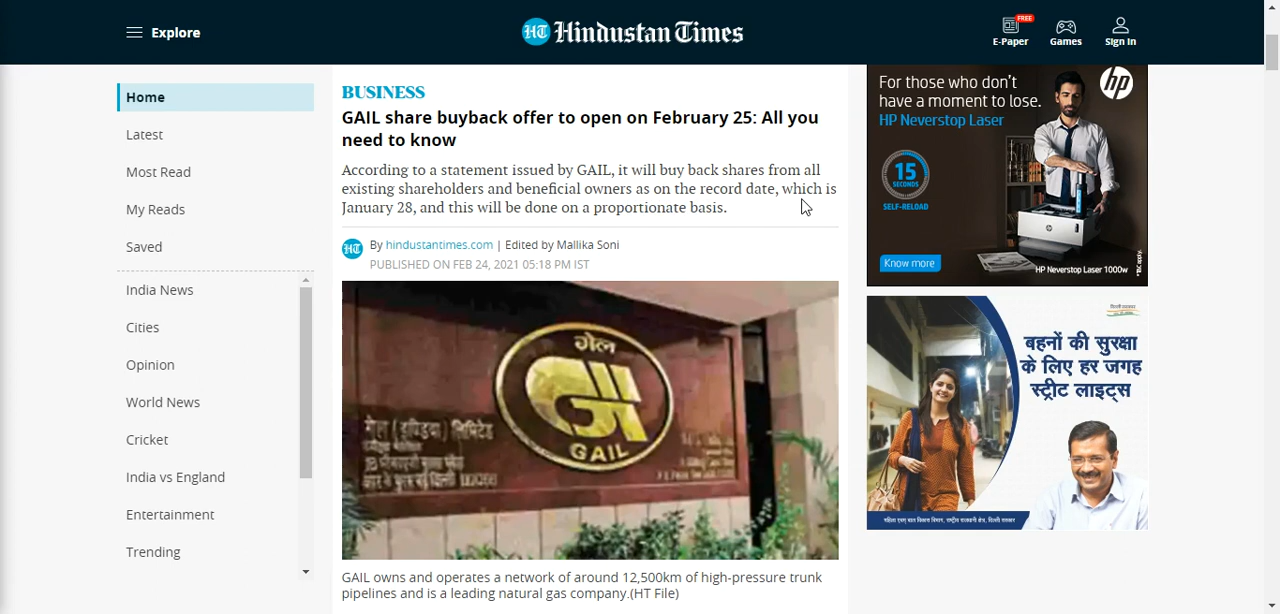 Explore
HT Hindustan Times
FREE
E-Paper
Games
Sign In
Home
Latest
Most Read
My Reads
Saved
India News
Cities
Opinion
World News
Cricket
India vs England
Entertainment
Trending
BUSINESS
GAIL share buyback offer to open on February 25: All you
need to know
According to a statement issued by GAIL, it will buy back shares from all
existing shareholders and beneficial owners as on the record date, which is
January 28, and this will be done on a proportionate basis.
HT
By hindustantimes.com | Edited by Mallika Soni
PUBLISHED ON FEB 24, 2021 05:18 PM IST
गेल
GAIL
गेल (इण्डिया) लिमिटेड
GAIL owns and operates a network of around 12,500km of high-pressure trunk
pipelines and is a leading natural gas company.(HT File)
For those who don't
have a moment to lose.
HP Neverstop Laser
hp
15
SECONDS
SELF-RELOAD
Know more
HP Neverstop Laser 1000w
*T&C apply.
बहनों की सुरक्षा
के लिए हर जगह
स्ट्रीट लाइट्स